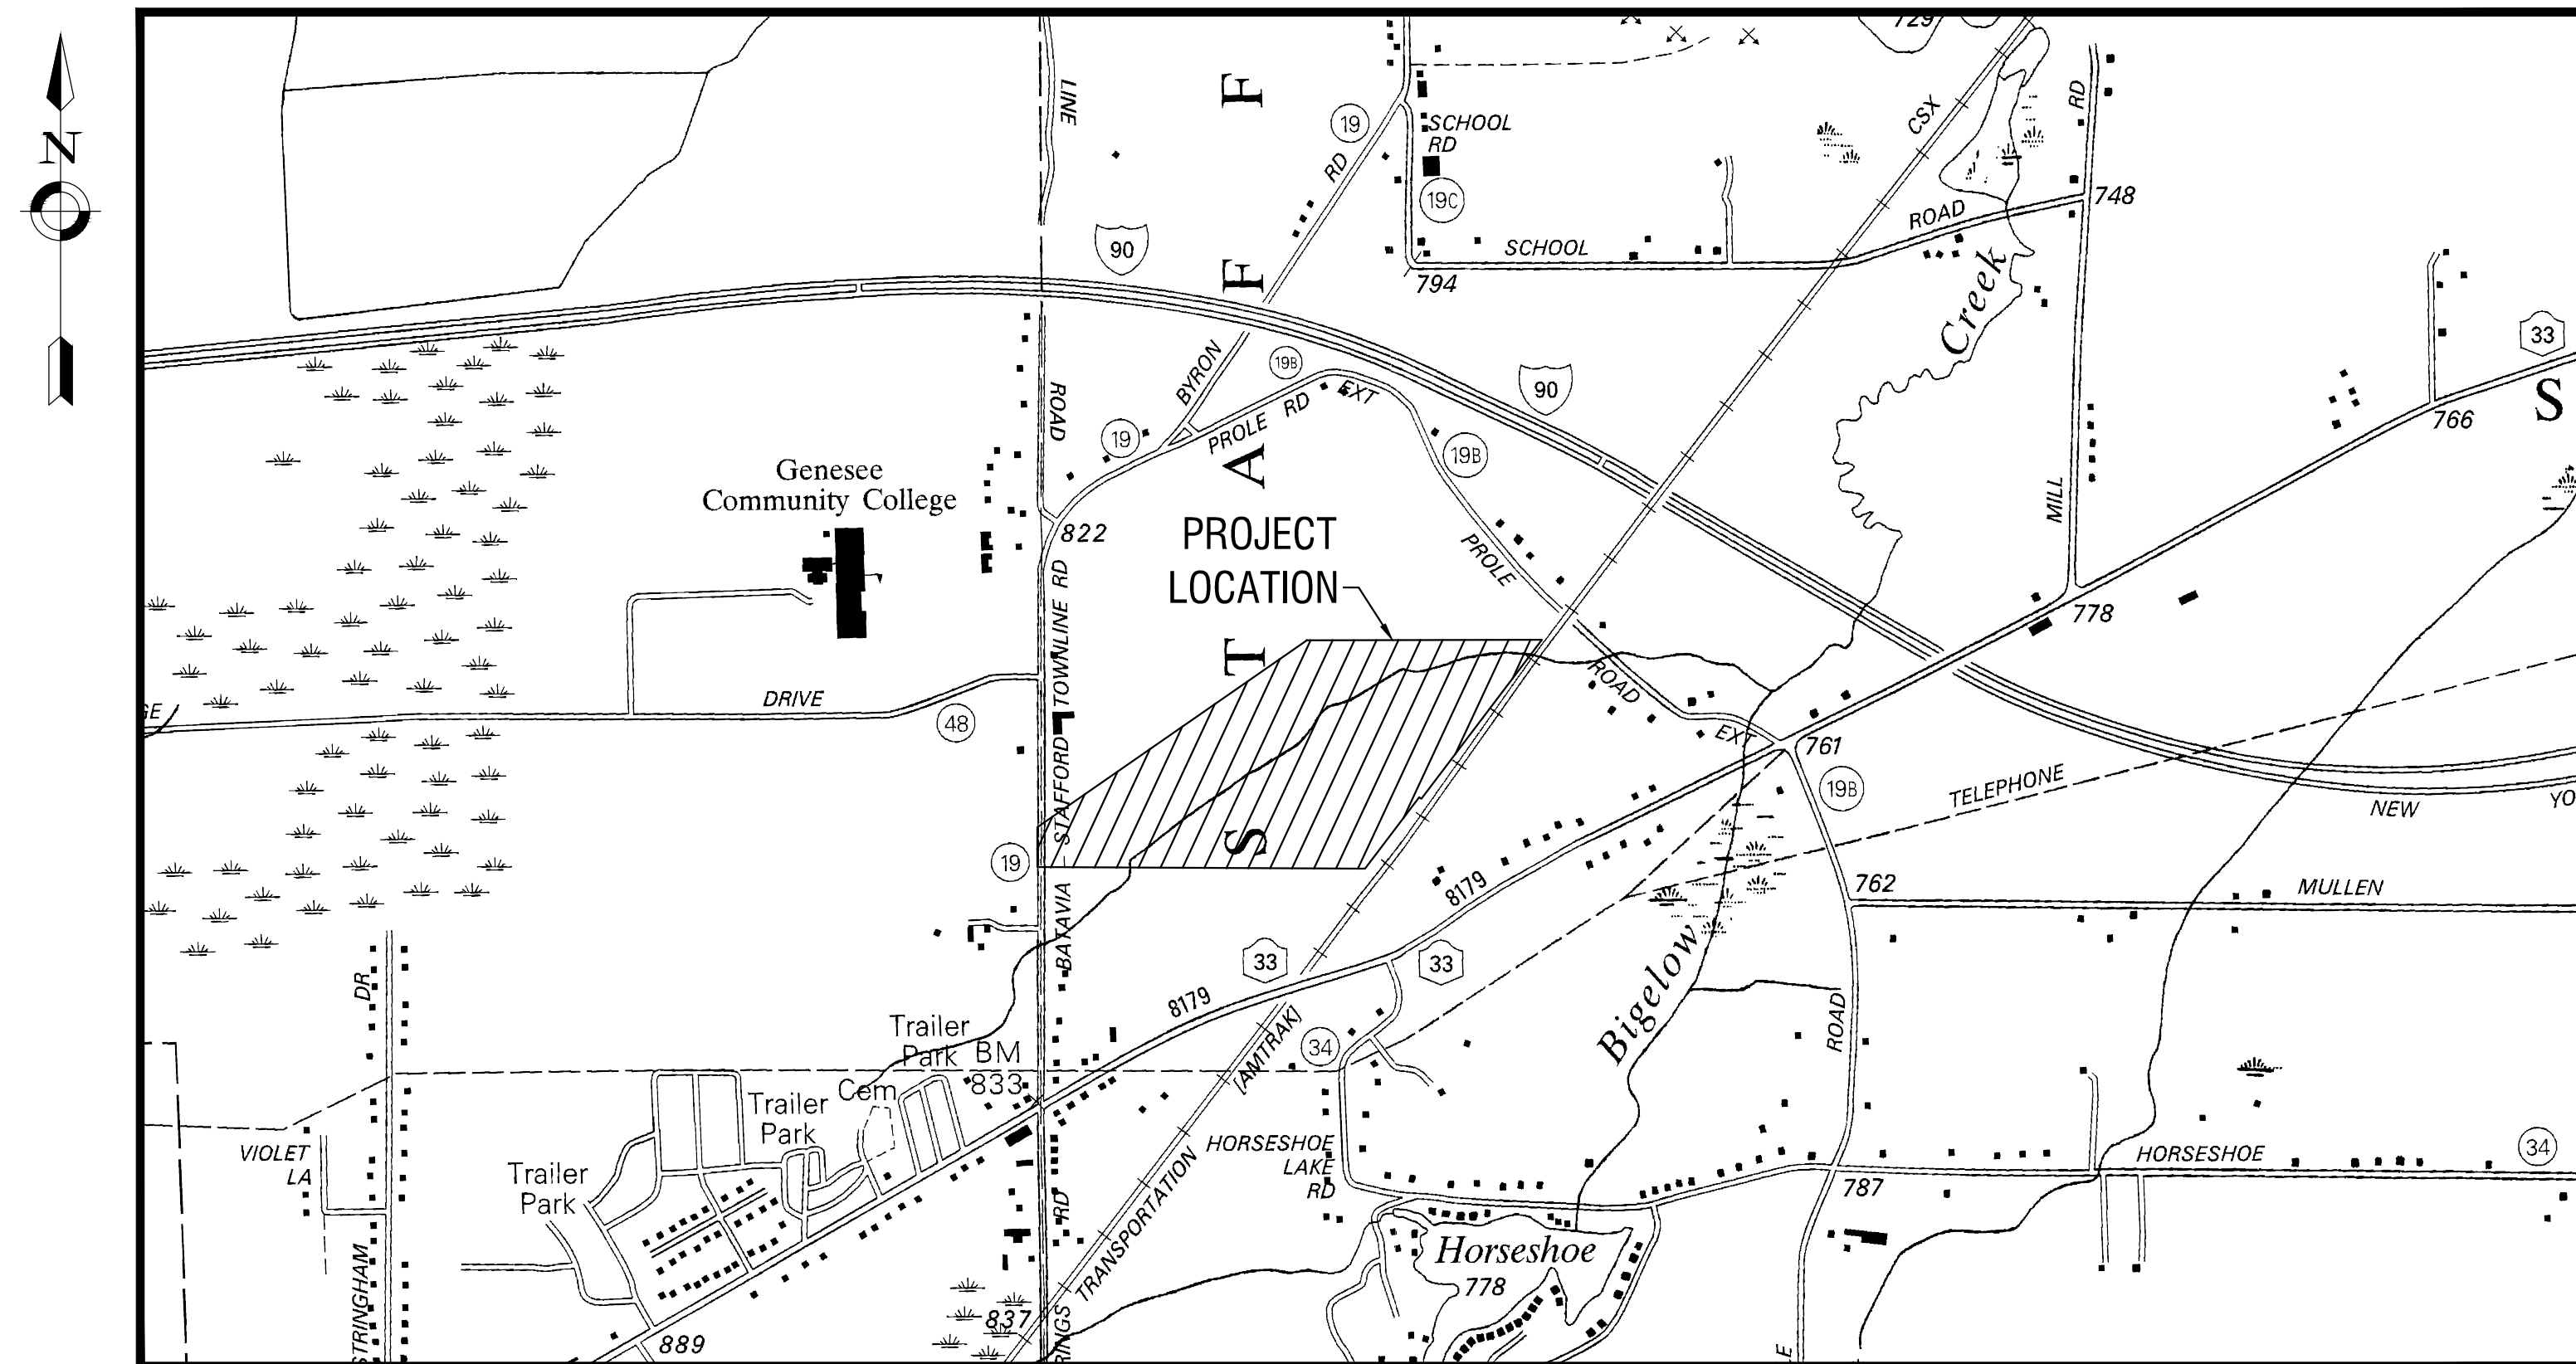 729
N
LINE
F
19
SCHOOL
RD
CSX
RD
RD
19C
748
ROAD
90
SCHOOL
F
794
Creek
33
BYRON
19B
EXT
90
S
ROAD
PROLE
RD
766
19
A
19B
Genesee
Community College
MILL
822
PROJECT
LOCATION
PROLE
778
TOWNLINE RD
T
ROAD
DRIVE
48
STAFFORD
EXT
761
TELEPHONE
19B
NEW
YO
S
19
8179
762
MULLEN
BATAVIA
33
33
Bigelow
DR
8179
ROAD
Trailer
Park
BM
833
[AMTRAK]
34
Cem
Trailer
Park
VIOLET
LA
HORSESHOE
LAKE
RD
HORSESHOE
34
Trailer
Park
787
RD
TRANSPORTATION
Horseshoe
778
STRINGHAM
837
889
RINGS